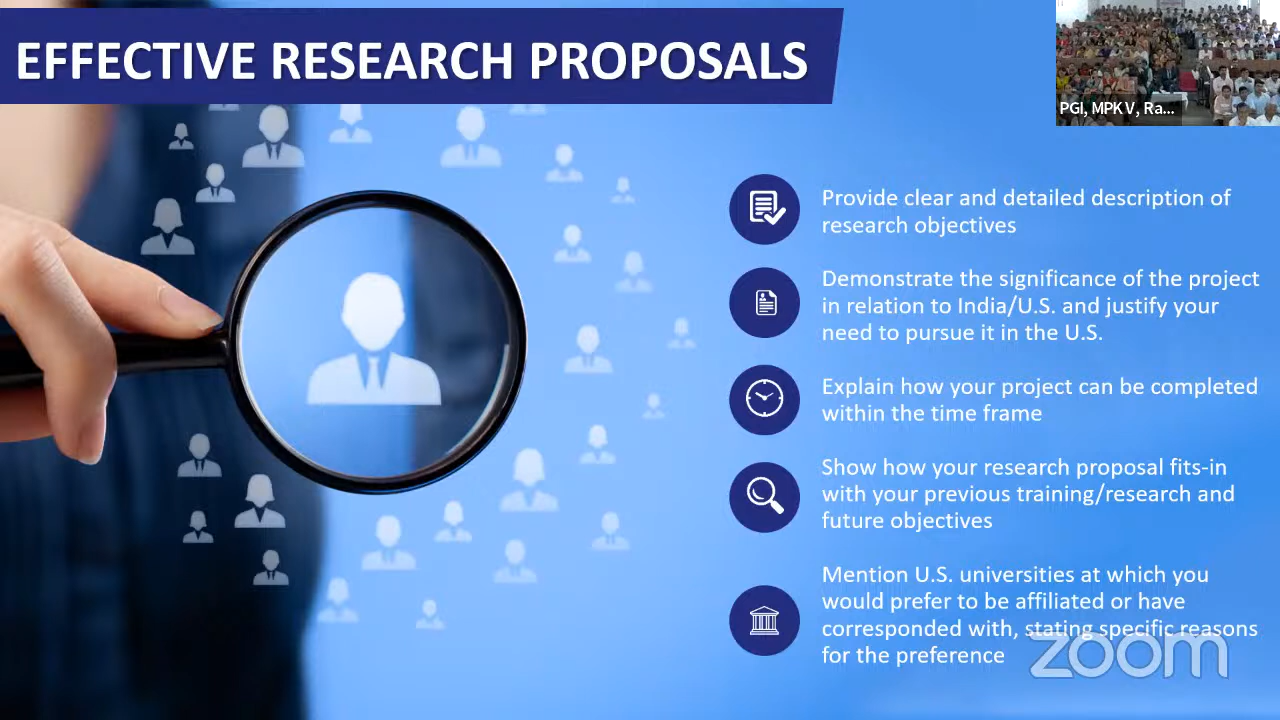 EFFECTIVE RESEARCH PROPOSALS
PGI, MPKV, Ra...
Provide clear and detailed description of
research objectives
Demonstrate the significance of the project
in relation to India/U.S. and justify your
need to pursue it in the U.S.
Explain how your project can be completed
within the time frame
Show how your research proposal fits-in
with your previous training/research and
future objectives
Mention U.S. universities at which you
would prefer to be affiliated or have
corresponded with, stating specific reasons
for the preference
zoom